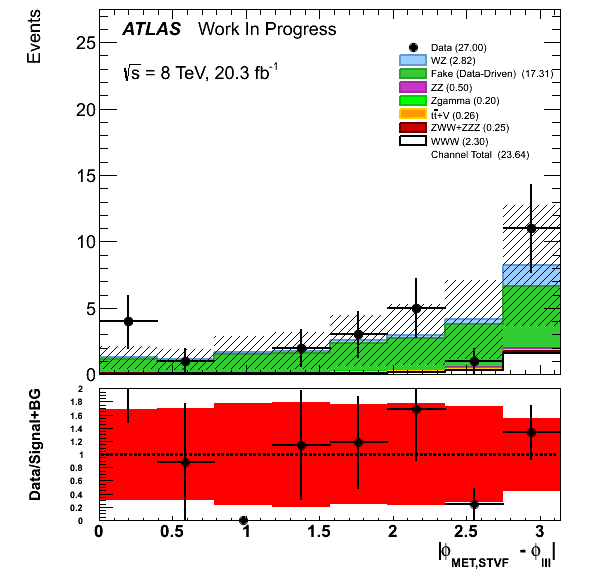 Events
ATLAS Work In Progress
√s = 8 TeV, 20.3 fb⁻¹
Data (27.00)
WZ (2.82)
Fake (Data-Driven) (17.31)
ZZ (0.50)
Zgamma (0.20)
tt̄+V (0.26)
ZWW+ZZZ (0.25)
WWW (2.30)
Channel Total (23.64)
25
20
15
10
5
0
Data/Signal+BG
2
1.8
1.6
1.4
1.2
1
0.8
0.6
0.4
0.2
0
0 0.5 1 1.5 2 2.5 3
|ϕMET,STVF - ϕlll|